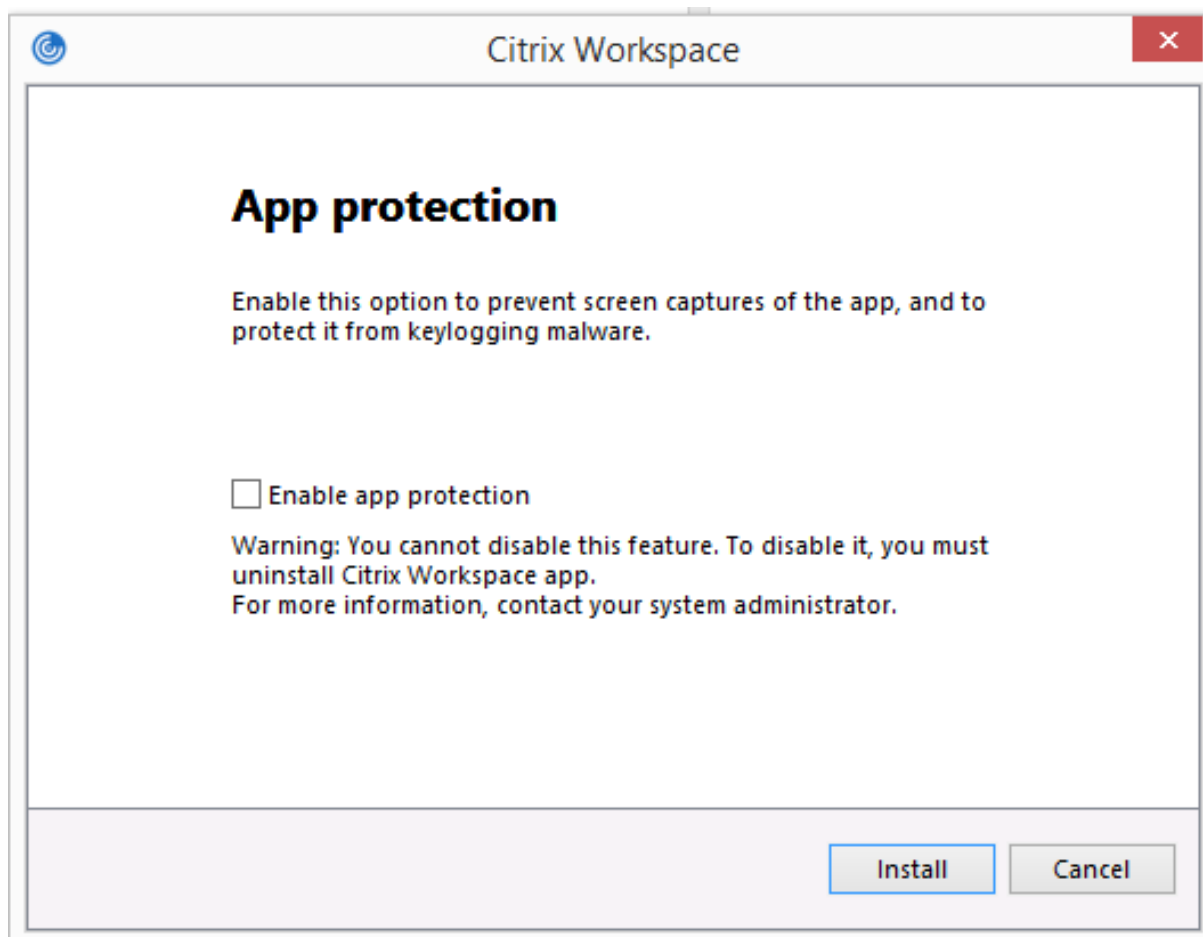 Citrix Workspace
App protection
Enable this option to prevent screen captures of the app, and to
protect it from keylogging malware.
Enable app protection
Warning: You cannot disable this feature. To disable it, you must
uninstall Citrix Workspace app.
For more information, contact your system administrator.
Install
Cancel